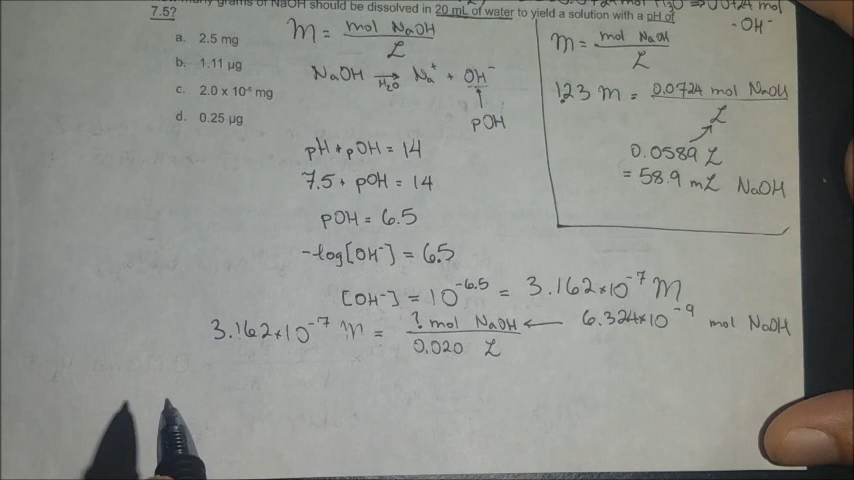 many grams of NaOH should be dissolved in 20 mL of water to yield a solution with a pH of
7.5?
a. 2.5 mg
b. 1.11 µg
c. 2.0 x 10⁻⁶ mg
d. 0.25 µg
M = mol NaOH
L
NaOH →H₂O Na⁺ + OH⁻
pOH
pH + pOH = 14
7.5 + pOH = 14
pOH = 6.5
-log[OH⁻] = 6.5
[OH⁻] = 10⁻⁶·⁵ = 3.162×10⁻⁷ M
3.162×10⁻⁷ M = ? mol NaOH ← 6.324×10⁻⁹ mol NaOH
0.020 L
OH⁻
M = mol NaOH
L
1.23 M = 0.0724 mol NaOH
L
0.0589 L
= 58.9 mL NaOH